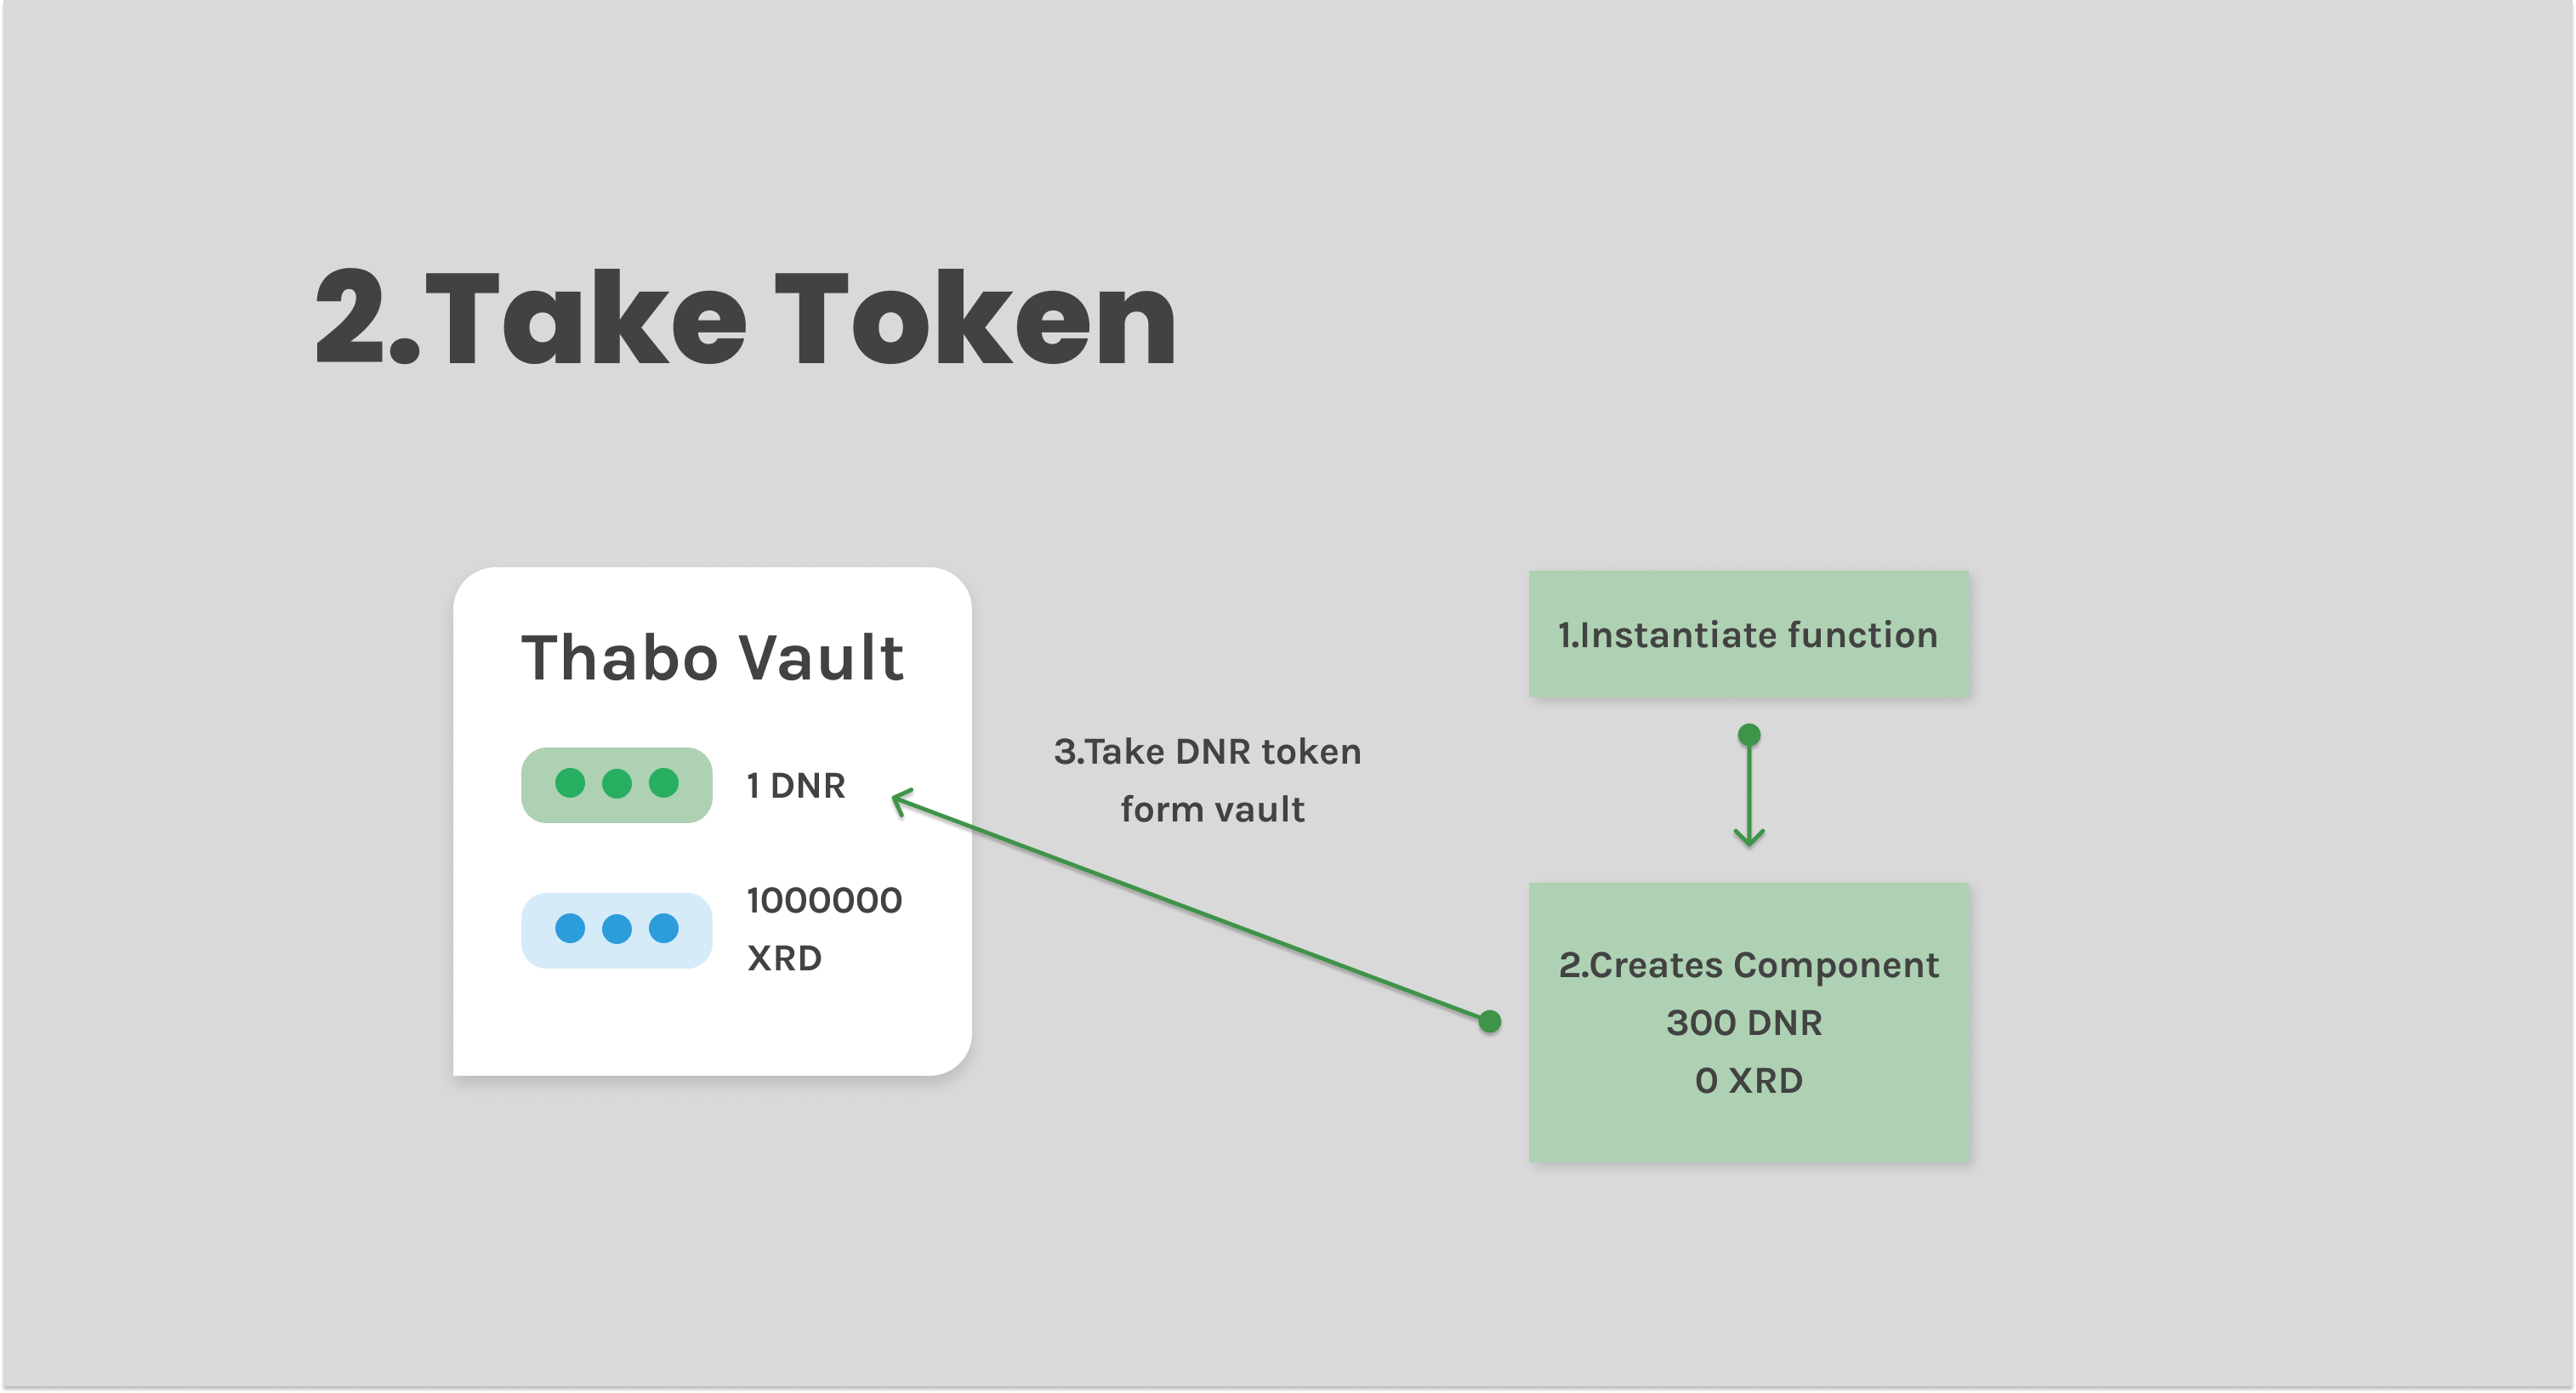 2.Take Token
Thabo Vault
1 DNR
1000000
XRD
3.Take DNR token
form vault
1.Instantiate function
2.Creates Component
300 DNR
0 XRD